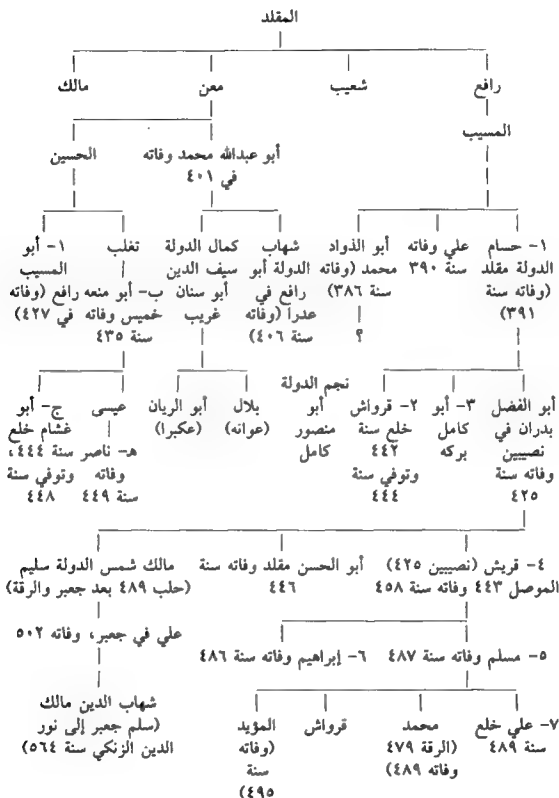 المقلد
رافع
شعيب
معن
مالك
المسيب
أبو عبدالله محمد وفاته
في ٤٠١
الحسين
١- حسام
الدولة مقلد
(وفاته سنة
٣٩١)
علي وفاته
سنة ٣٩٠
أبو الذواد
محمد (وفاته
سنة ٣٨٦)
؟
شهاب
الدولة أبو
رافع في
عدرا (وفاته
سنة ٤٠٦)
كمال الدولة
سيف الدين
أبو سنان
غريب
تغلب
ب- أبو منعه
خميس وفاته
سنة ٤٣٥
١- أبو
المسيب
رافع (وفاته
في ٤٢٧)
أبو الفضل
بدران في
نصيبين
وفاته سنة
٤٢٥
٣- أبو
كامل
بركه
٢- قرواش
خلع سنة
٤٤٢
وتوفي سنة
٤٤٤
نجم الدولة
أبو
منصور
كامل
بلال
(عوانه)
أبو الريان
(عكبرا)
عيسى
هـ- ناصر
وفاته
سنة ٤٤٩
ج- أبو
غشام خلع
سنة ٤٤٤،
وتوفي سنة
٤٤٨
٤- قريش (نصيبين ٤٢٥)
الموصل ٤٤٣ وفاته سنة ٤٥٨
أبو الحسن مقلد وفاته سنة
٤٤٦
مالك شمس الدولة سليم
(حلب ٤٨٩ بعد جعبر والرقة)
٥- مسلم وفاته سنة ٤٨٧
٦- إبراهيم وفاته سنة ٤٨٦
علي في جعبر، وفاته ٥٠٢
٧- علي خلع
سنة ٤٨٩
محمد
(الرقة ٤٧٩
وفاته ٤٨٩)
قرواش
المؤيد
(وفاته
سنة
٤٩٥)
شهاب الدين مالك
(سلم جعبر إلى نور
الدين الزنكي سنة ٥٦٤)